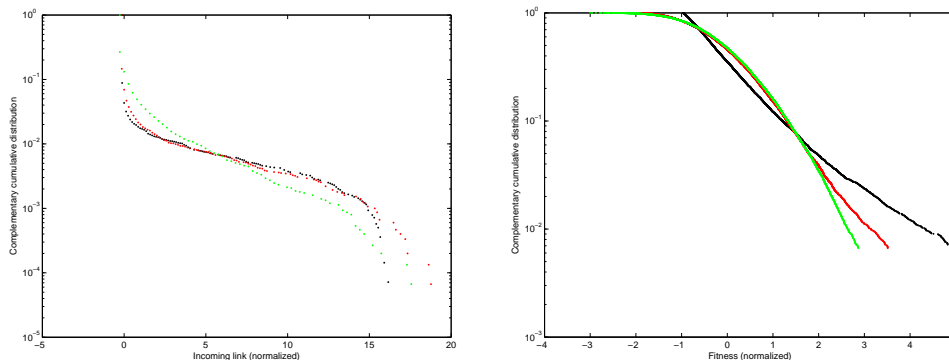 10^0
10^-1
10^-2
10^-3
10^-4
10^-5
Complementary cumulative distribution
−5 0 5 10 15 20
Incoming link (normalized)
10^0
10^-1
10^-2
10^-3
Complementary cumulative distribution
−4 −3 −2 −1 0 1 2 3 4
Fitness (normalized)